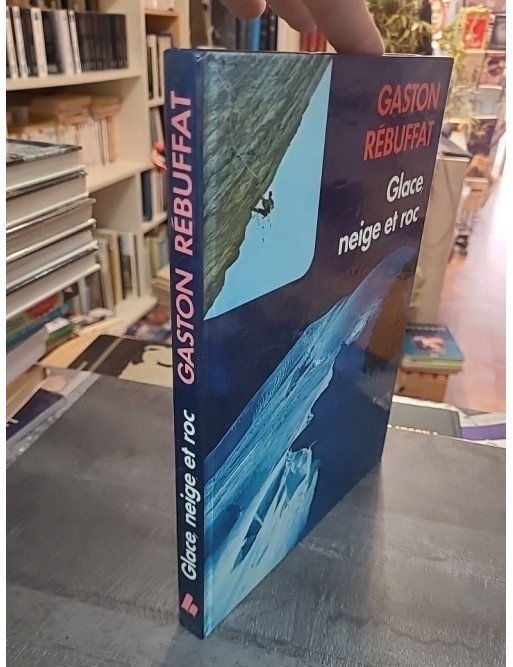 GASTON
RÉBUFFAT
Glace,
neige et roc
Glace, neige et roc GASTON RÉBUFFAT